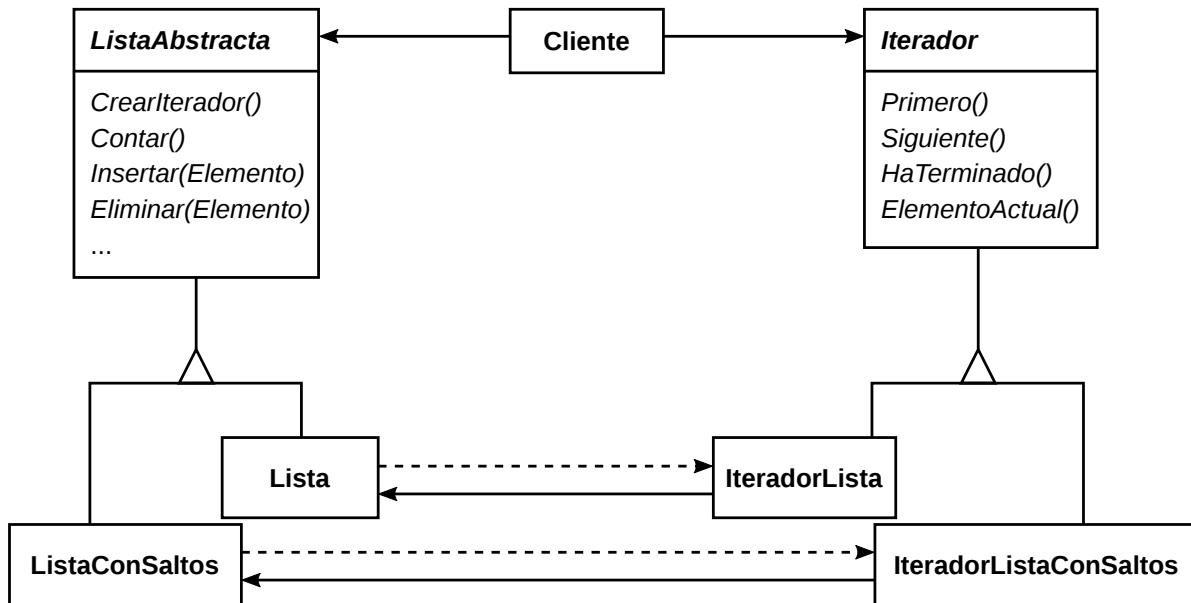 ListaAbstracta
CrearIterador()
Contar()
Insertar(Elemento)
Eliminar(Elemento)
...
Cliente
Iterador
Primero()
Siguiente()
HaTerminado()
ElementoActual()
Lista
IteradorLista
ListaConSaltos
IteradorListaConSaltos